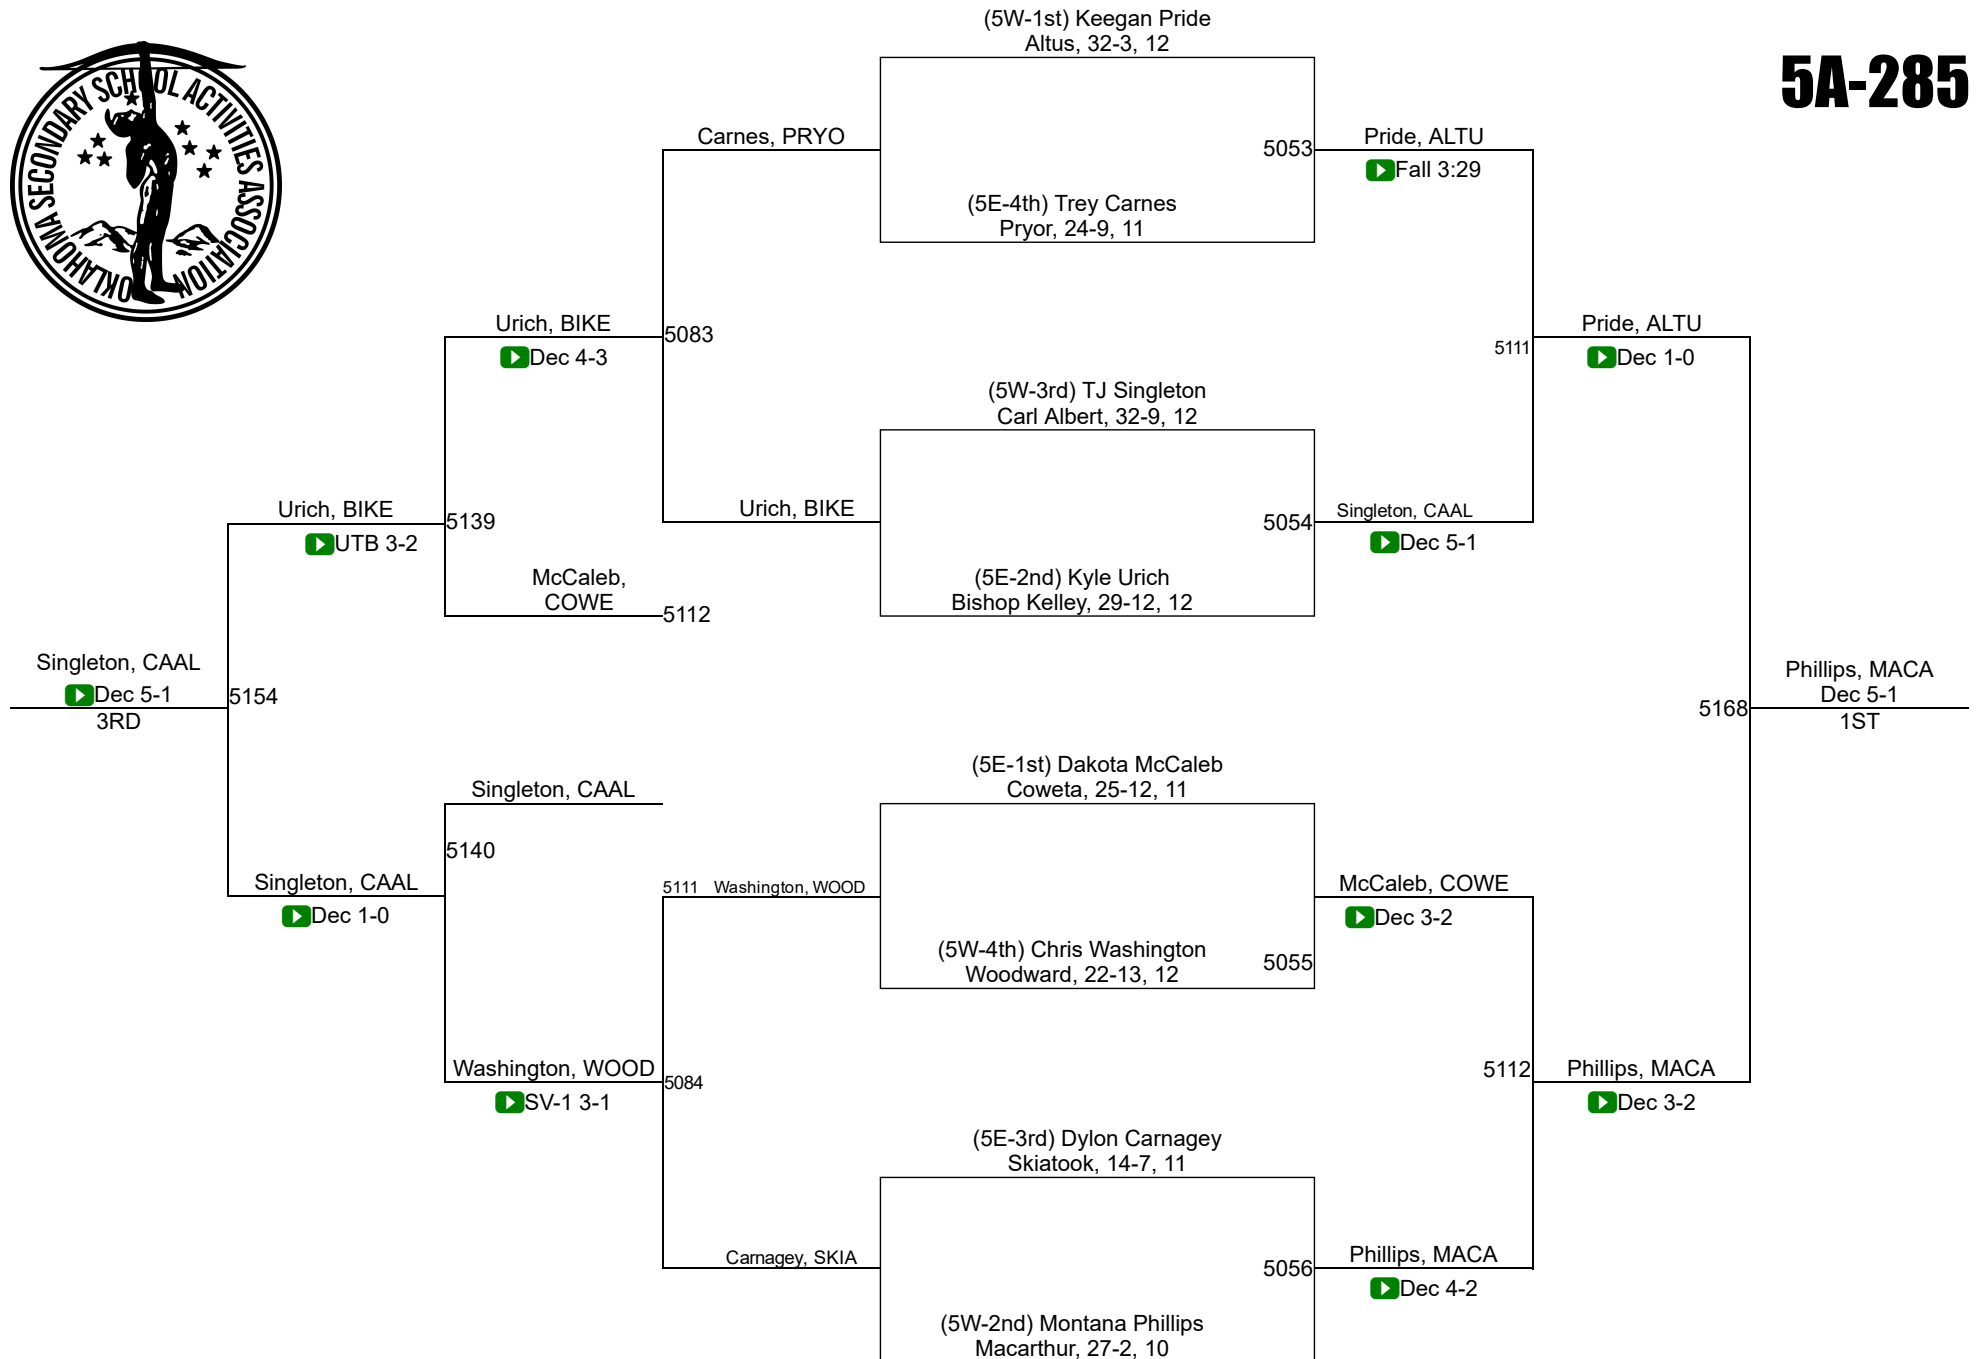 OKLAHOMA SECONDARY SCHOOL ACTIVITIES ASSOCIATION
5A-285
(5W-1st) Keegan Pride
Altus, 32-3, 12
Carnes, PRYO
5053
Pride, ALTU
Fall 3:29
(5E-4th) Trey Carnes
Pryor, 24-9, 11
Urich, BIKE
Dec 4-3
5083
5111
Pride, ALTU
Dec 1-0
(5W-3rd) TJ Singleton
Carl Albert, 32-9, 12
Urich, BIKE
UTB 3-2
5139
Urich, BIKE
5054
Singleton, CAAL
Dec 5-1
McCaleb,
COWE
5112
(5E-2nd) Kyle Urich
Bishop Kelley, 29-12, 12
Singleton, CAAL
Dec 5-1
3RD
5154
5168
Phillips, MACA
Dec 5-1
1ST
(5E-1st) Dakota McCaleb
Coweta, 25-12, 11
Singleton, CAAL
5140
Singleton, CAAL
Dec 1-0
5111 Washington, WOOD
McCaleb, COWE
Dec 3-2
(5W-4th) Chris Washington
Woodward, 22-13, 12
5055
Washington, WOOD
SV-1 3-1
5084
5112
Phillips, MACA
Dec 3-2
(5E-3rd) Dylon Carnagey
Skiatook, 14-7, 11
Carnagey, SKIA
5056
Phillips, MACA
Dec 4-2
(5W-2nd) Montana Phillips
Macarthur, 27-2, 10